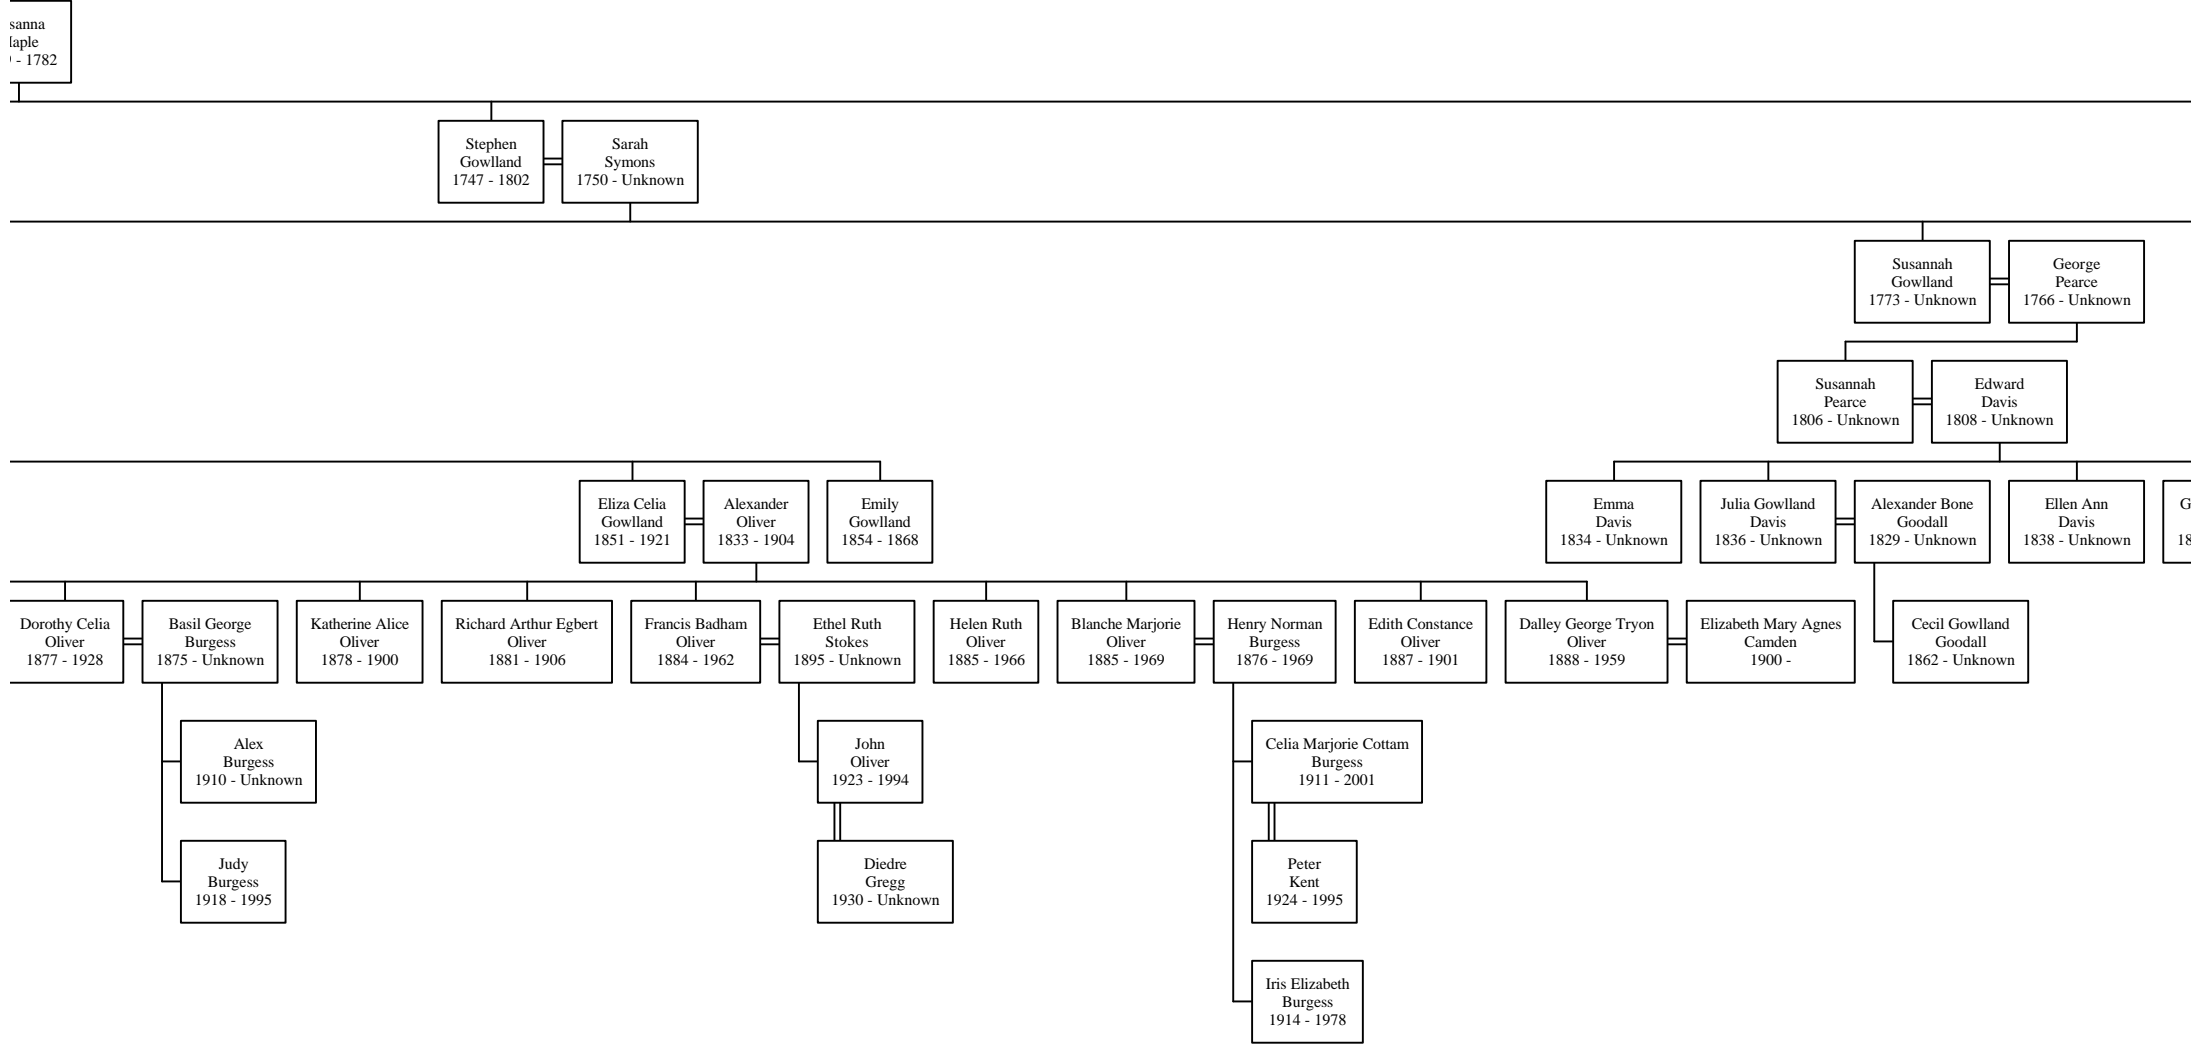 - 1782
Stephen
Gowlland
1747 - 1802
Sarah
Symons
1750 - Unknown
Susannah
Gowlland
1773 - Unknown
George
Pearce
1766 - Unknown
Susannah
Pearce
1806 - Unknown
Edward
Davis
1808 - Unknown
Eliza Celia
Gowlland
1851 - 1921
Alexander
Oliver
1833 - 1904
Emily
Gowlland
1854 - 1868
Emma
Davis
1834 - Unknown
Julia Gowlland
Davis
1836 - Unknown
Alexander Bone
Goodall
1829 - Unknown
Ellen Ann
Davis
1838 - Unknown
Dorothy Celia
Oliver
1877 - 1928
Basil George
Burgess
1875 - Unknown
Katherine Alice
Oliver
1878 - 1900
Richard Arthur Egbert
Oliver
1881 - 1906
Francis Badham
Oliver
1884 - 1962
Ethel Ruth
Stokes
1895 - Unknown
Helen Ruth
Oliver
1885 - 1966
Blanche Marjorie
Oliver
1885 - 1969
Henry Norman
Burgess
1876 - 1969
Edith Constance
Oliver
1887 - 1901
Dalley George Tryon
Oliver
1888 - 1959
Elizabeth Mary Agnes
Camden
1900 -
Cecil Gowlland
Goodall
1862 - Unknown
Alex
Burgess
1910 - Unknown
John
Oliver
1923 - 1994
Celia Marjorie Cottam
Burgess
1911 - 2001
Judy
Burgess
1918 - 1995
Diedre
Gregg
1930 - Unknown
Peter
Kent
1924 - 1995
Iris Elizabeth
Burgess
1914 - 1978